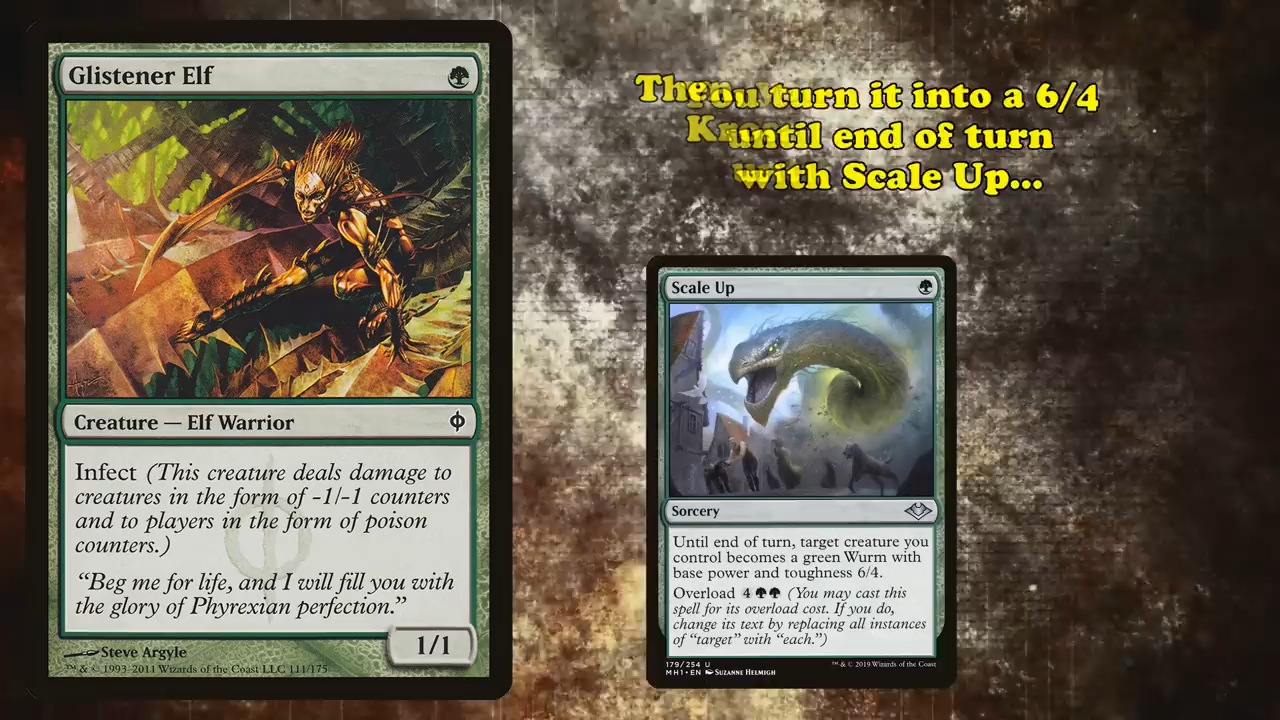 Glistener Elf
Creature — Elf Warrior
Infect (This creature deals damage to
creatures in the form of -1/-1 counters
and to players in the form of poison
counters.)
“Beg me for life, and I will fill you with
the glory of Phyrexian perfection.”
1/1
Steve Argyle
™ & © 1993-2011 Wizards of the Coast LLC 111/175
Then
You turn it into a 6/4
until end of turn
with Scale Up...
Scale Up
Sorcery
Until end of turn, target creature you
control becomes a green Wurm with
base power and toughness 6/4.
Overload 4 (You may cast this
spell for its overload cost. If you do,
change its text by replacing all instances
of “target” with “each.”)
179/254 U
MH1 • EN Suzanne Helmigh
™ & © 2019 Wizards of the Coast